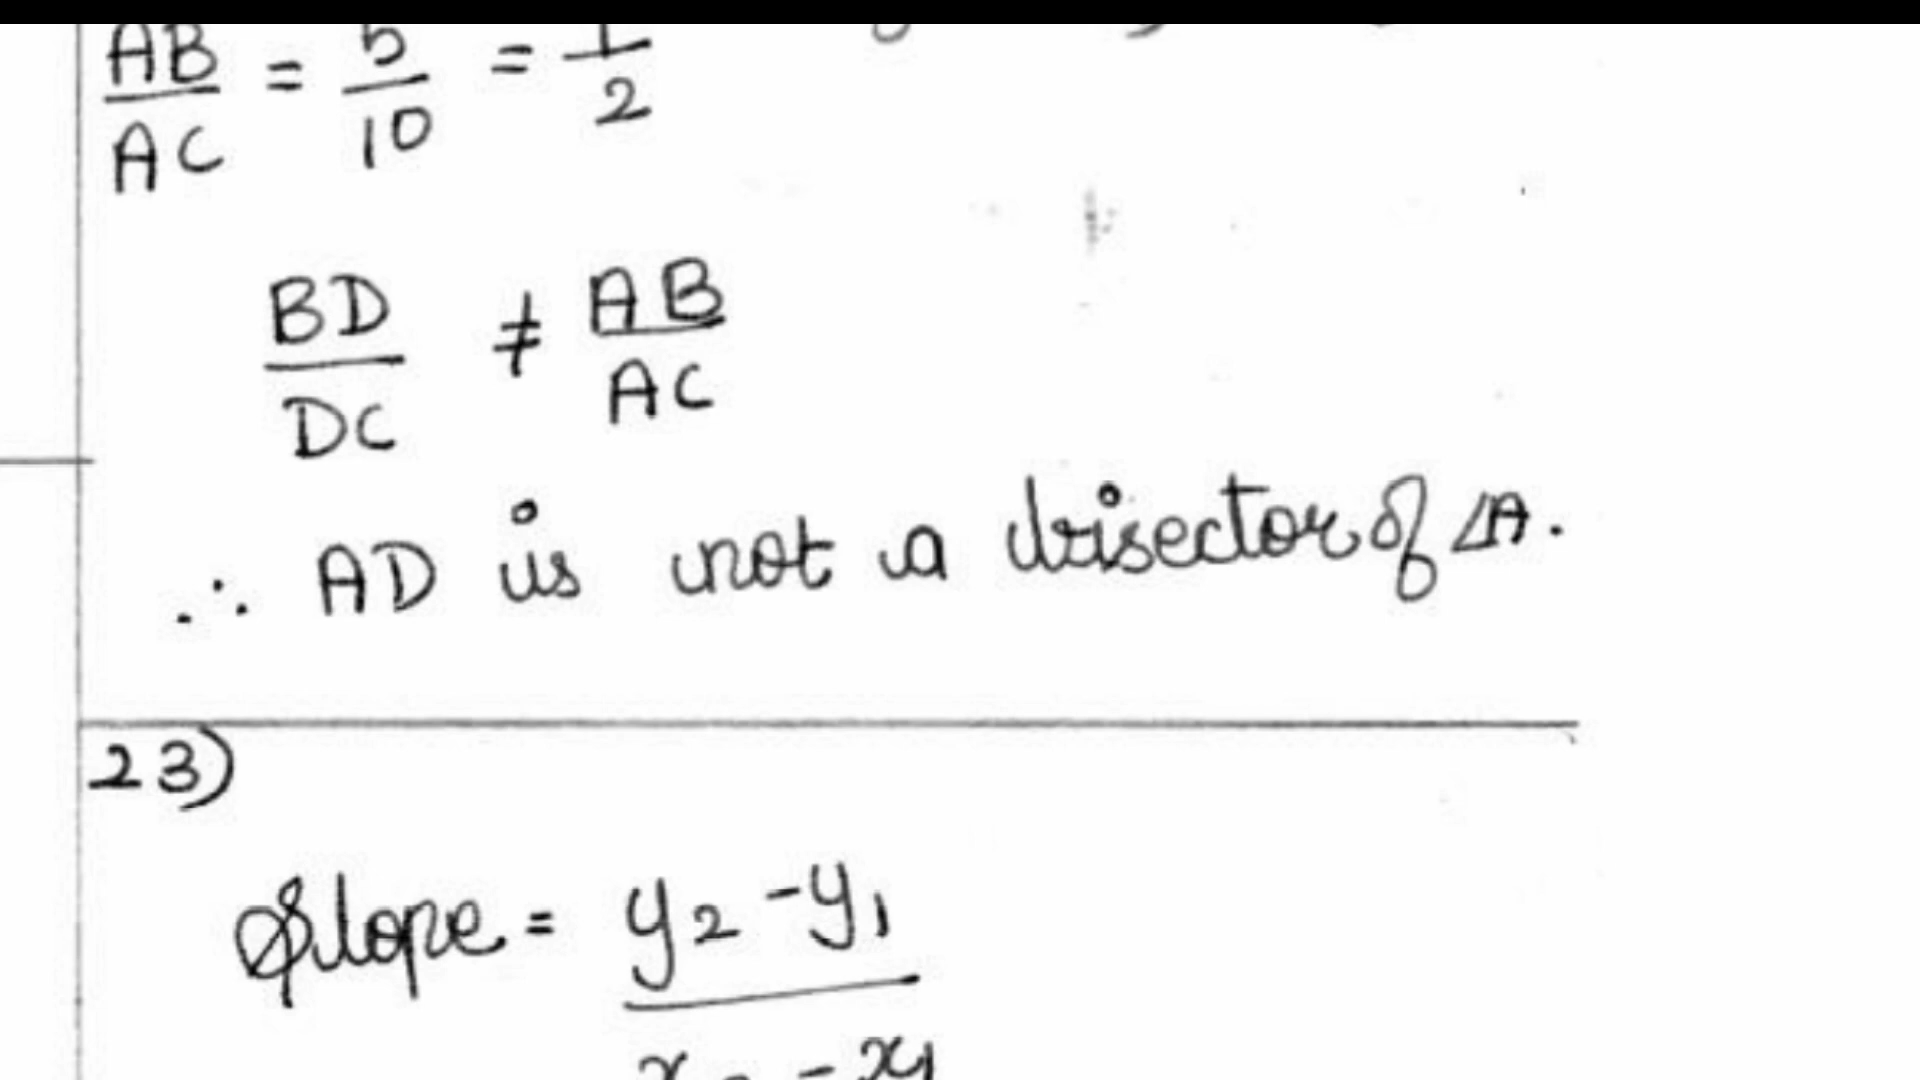 AB/AC = 5/10 = 1/2
BD/DC ≠ AB/AC
∴ AD is not a bisector of ∠A.
23)
Slope = y₂ - y₁